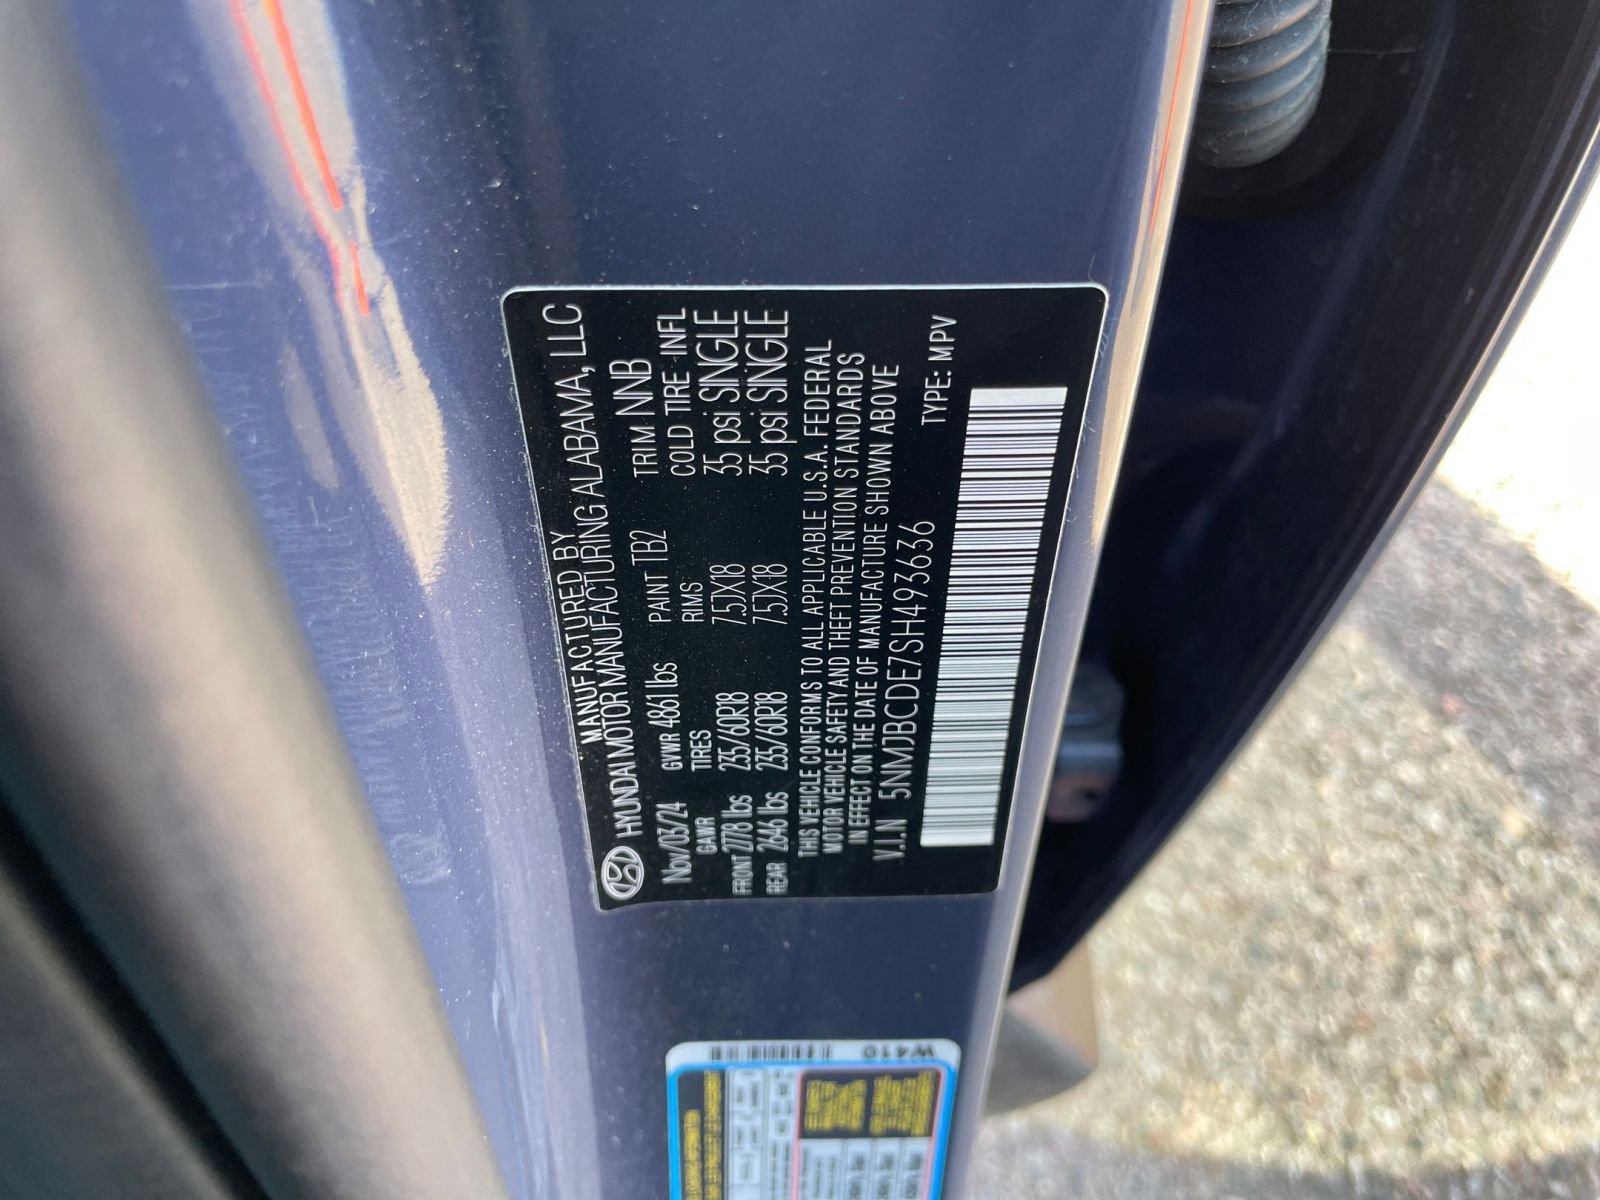 MANUFACTURED BY
HYUNDAI MOTOR MANUFACTURING ALABAMA, LLC
Nov/03/24 GVWR 4861 lbs PAINT TB2 TRIM NNB
GAWR TIRES RIMS COLD TIRE INFL
FRONT 2778 lbs 235/60R18 7.5JX18 35 psi SINGLE
REAR 2646 lbs 235/60R18 7.5JX18 35 psi SINGLE
THIS VEHICLE CONFORMS TO ALL APPLICABLE U.S.A. FEDERAL
MOTOR VEHICLE SAFETY AND THEFT PREVENTION STANDARDS
IN EFFECT ON THE DATE OF MANUFACTURE SHOWN ABOVE
V.I.N 5NMJBCDE7SH493636 TYPE: MPV
W410